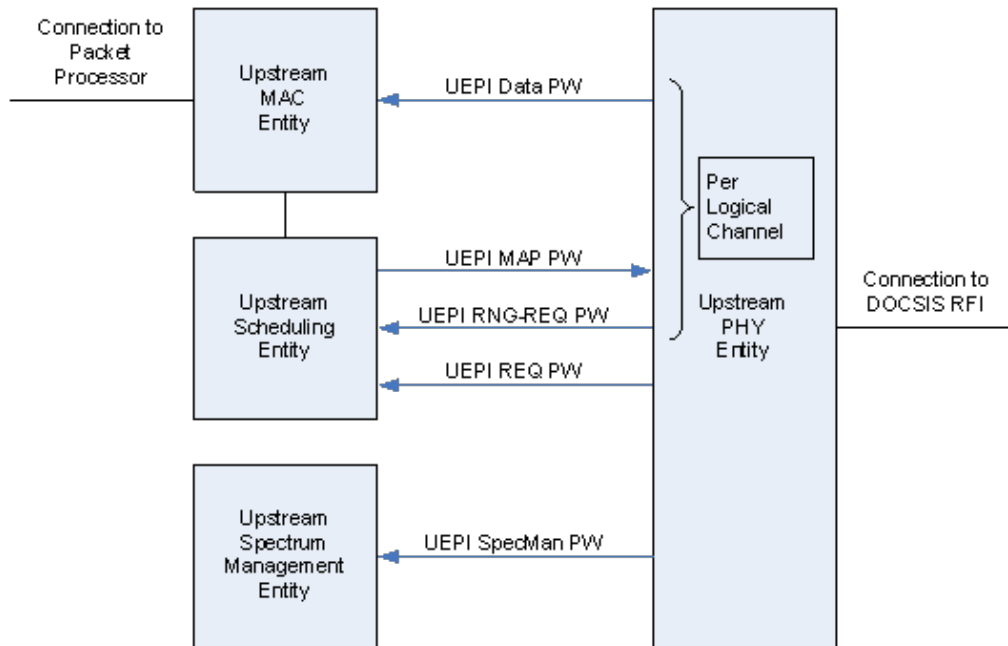 Connection to
Packet
Processor
Upstream
MAC
Entity
UEPI Data PW
Per
Logical
Channel
Upstream
Scheduling
Entity
UEPI MAP PW
UEPI RNG-REQ PW
UEPI REQ PW
Upstream
PHY
Entity
Connection to
DOCSIS RFI
Upstream
Spectrum
Management
Entity
UEPI SpecMan PW